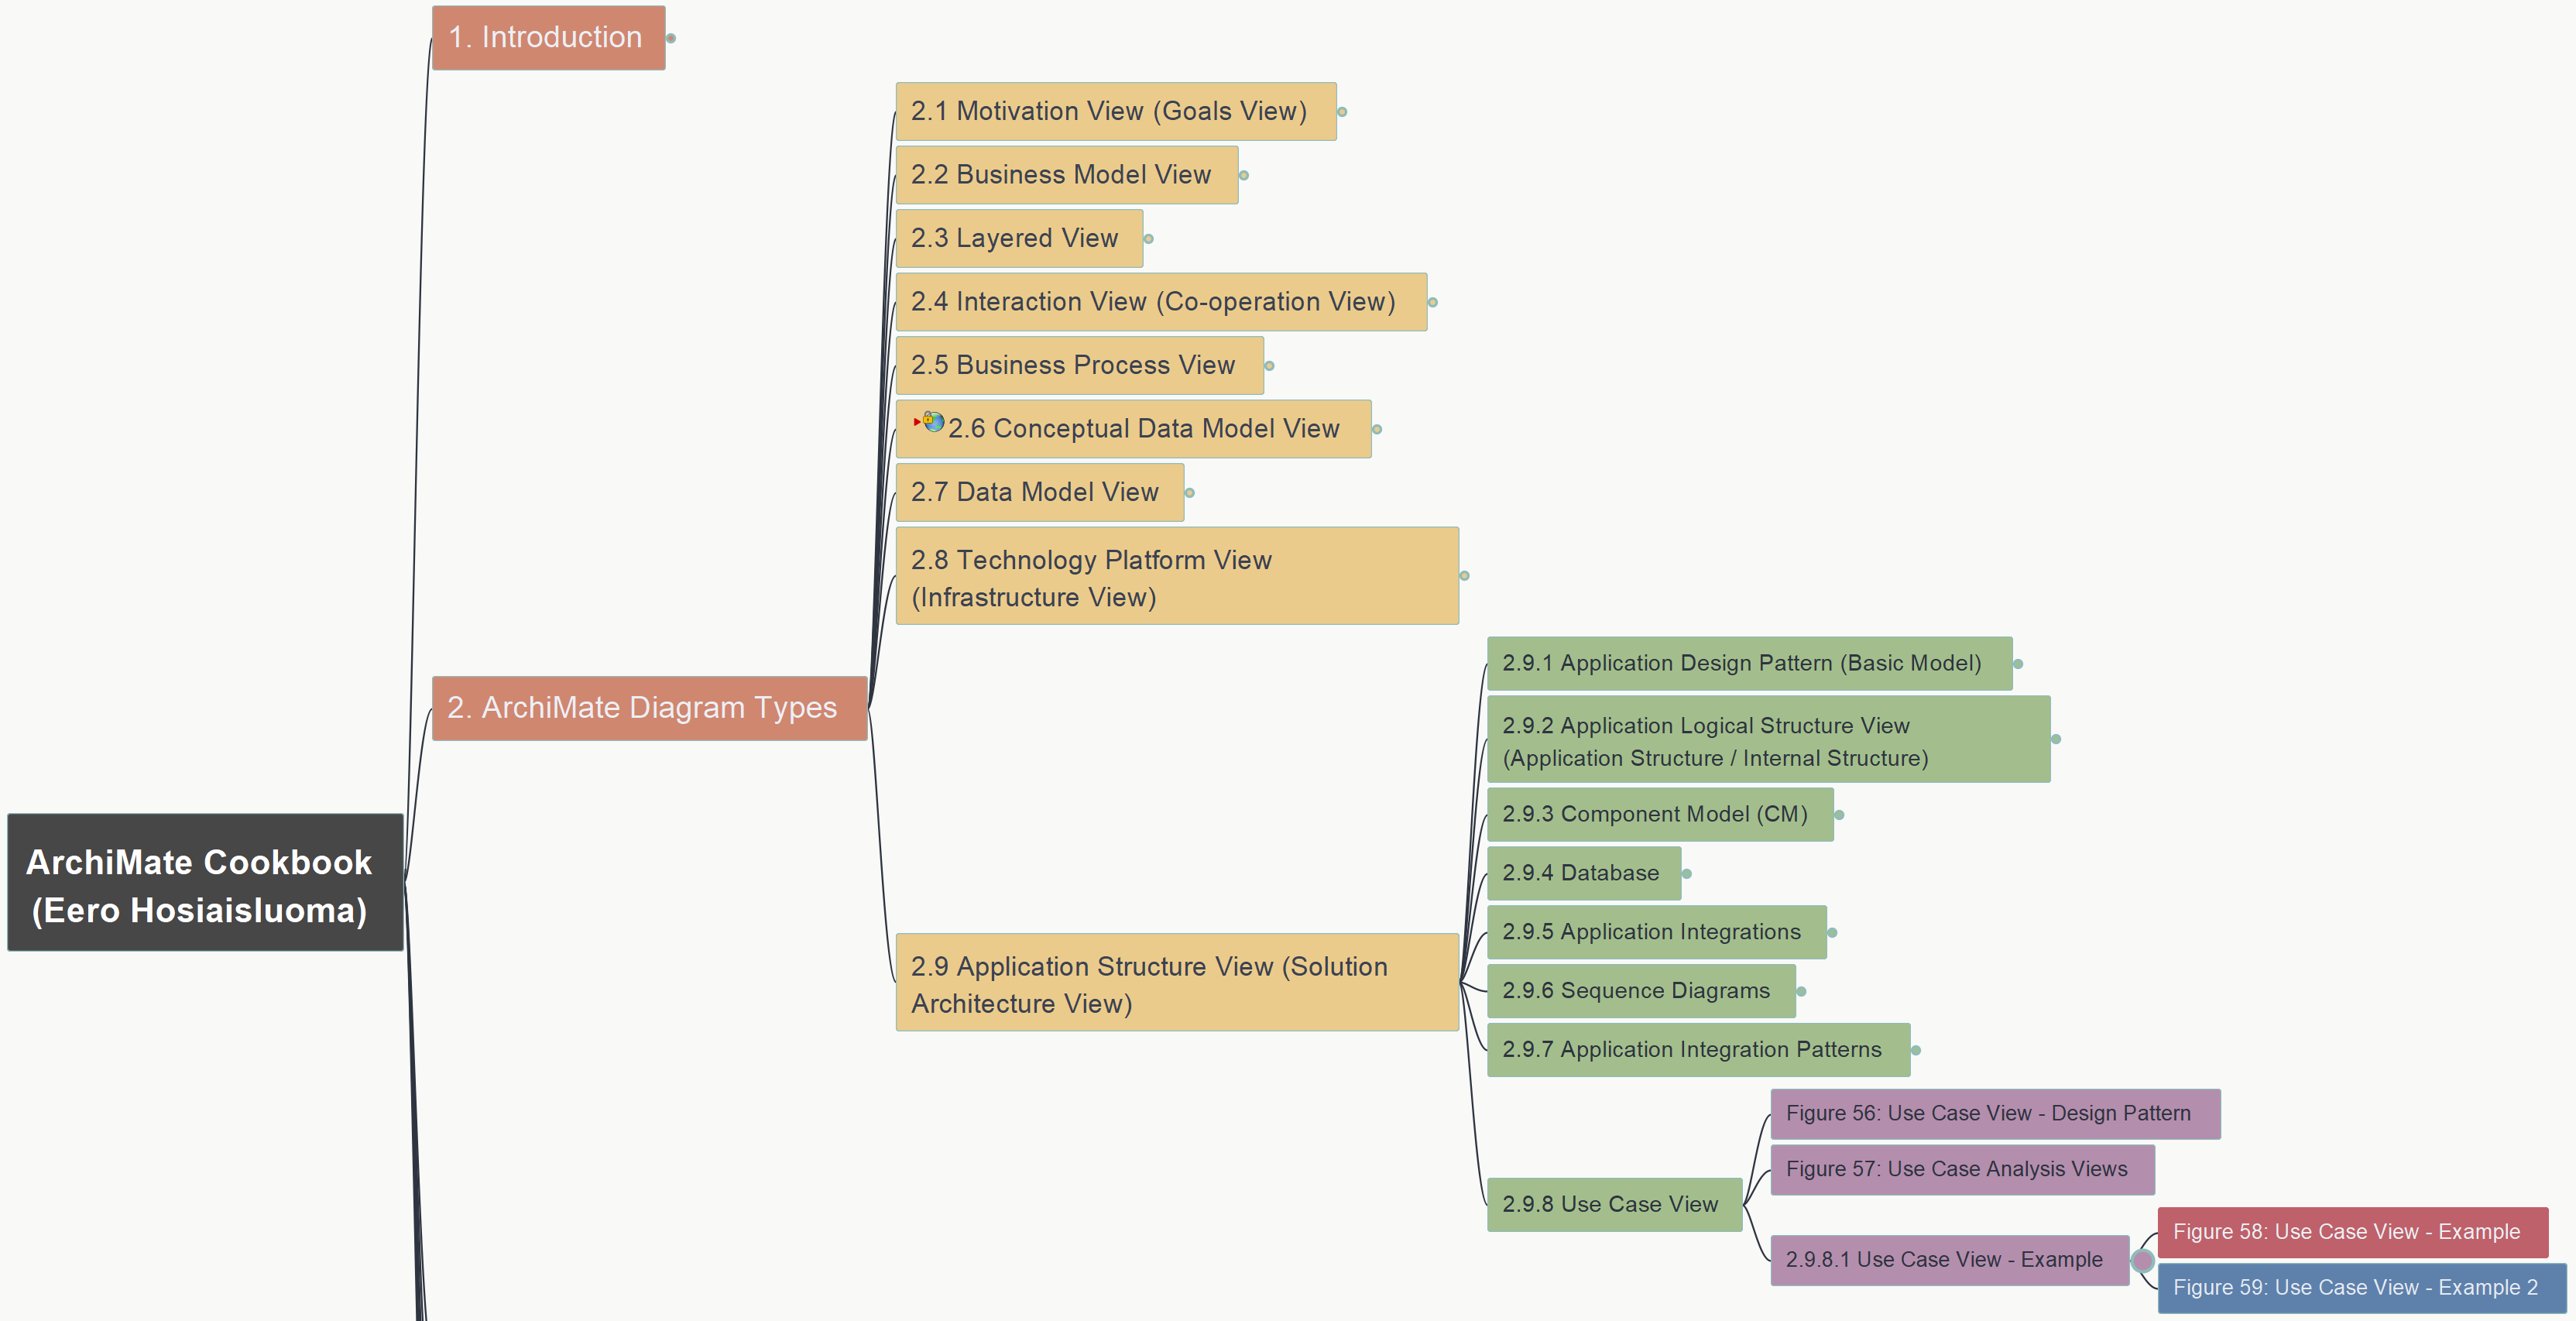 1. Introduction
2.1 Motivation View (Goals View)
2.2 Business Model View
2.3 Layered View
2.4 Interaction View (Co-operation View)
2.5 Business Process View
2.6 Conceptual Data Model View
2.7 Data Model View
2.8 Technology Platform View
(Infrastructure View)
2. ArchiMate Diagram Types
ArchiMate Cookbook
(Eero Hosiaisluoma)
2.9 Application Structure View (Solution
Architecture View)
2.9.1 Application Design Pattern (Basic Model)
2.9.2 Application Logical Structure View
(Application Structure / Internal Structure)
2.9.3 Component Model (CM)
2.9.4 Database
2.9.5 Application Integrations
2.9.6 Sequence Diagrams
2.9.7 Application Integration Patterns
2.9.8 Use Case View
Figure 56: Use Case View - Design Pattern
Figure 57: Use Case Analysis Views
2.9.8.1 Use Case View - Example
Figure 58: Use Case View - Example
Figure 59: Use Case View - Example 2